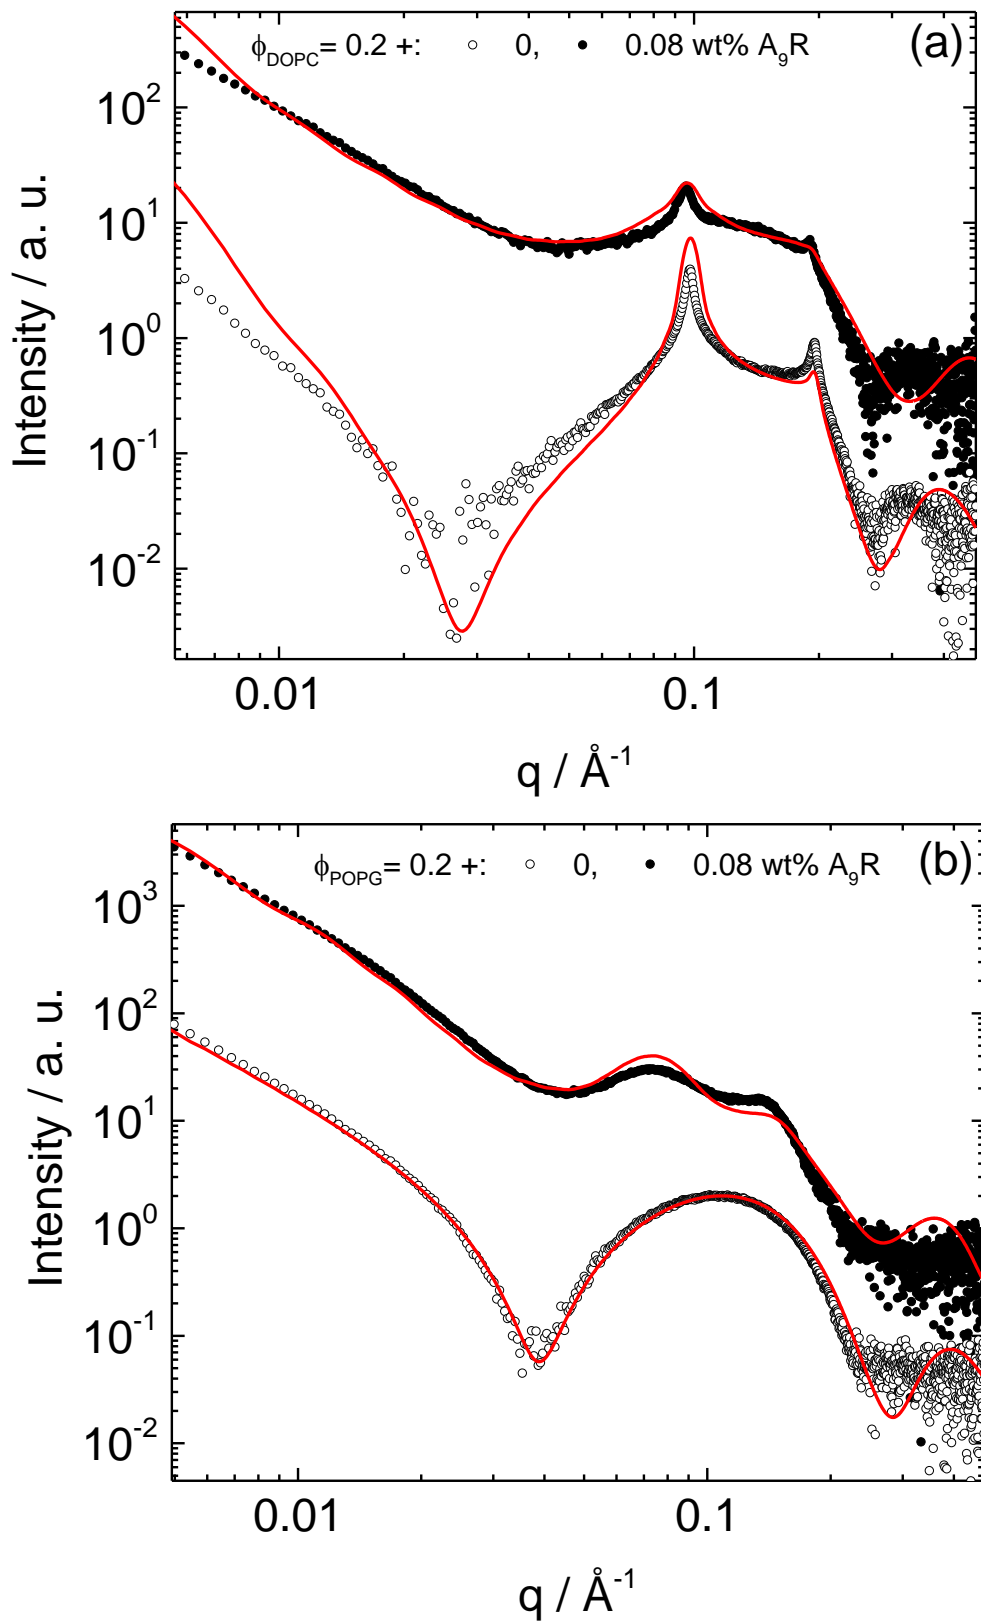 ϕ_DOPC = 0.2 +: ○ 0, ● 0.08 wt% A₉R (a)
10²
10¹
10⁰
10⁻¹
10⁻²
Intensity / a. u.
0.01 0.1
q / Å⁻¹
ϕ_POPG = 0.2 +: ○ 0, ● 0.08 wt% A₉R (b)
10³
10²
10¹
10⁰
10⁻¹
10⁻²
Intensity / a. u.
0.01 0.1
q / Å⁻¹